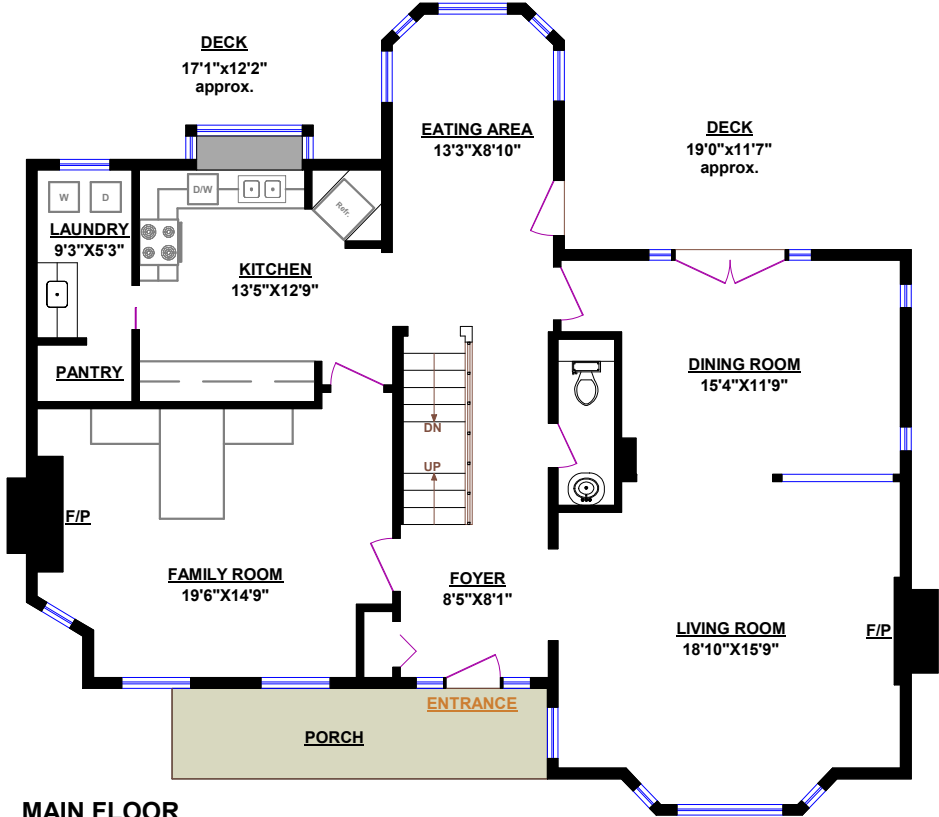 DECK
17'1"x12'2"
approx.
EATING AREA
13'3"X8'10"
DECK
19'0"x11'7"
approx.
W
D
D/W
Refr.
LAUNDRY
9'3"X5'3"
KITCHEN
13'5"X12'9"
PANTRY
DINING ROOM
15'4"X11'9"
DN
UP
F/P
FAMILY ROOM
19'6"X14'9"
FOYER
8'5"X8'1"
LIVING ROOM
18'10"X15'9"
F/P
ENTRANCE
PORCH
MAIN FLOOR